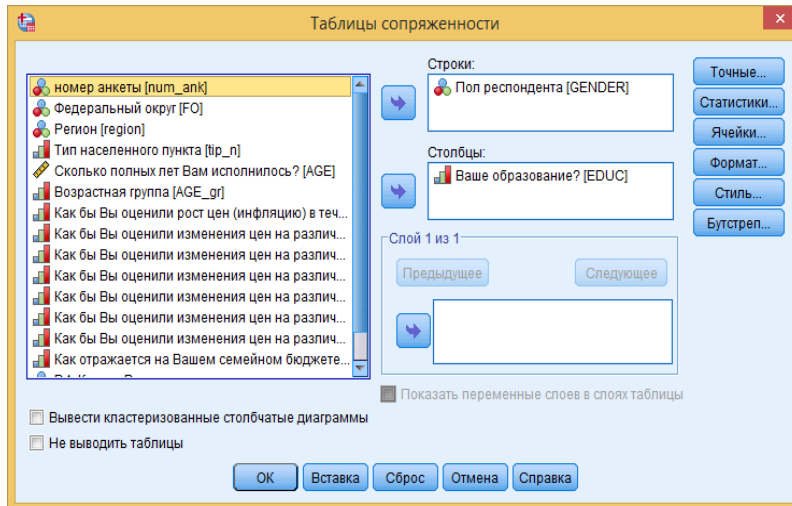 Таблицы сопряженности
номер анкеты [num_ank]
Федеральный округ [FO]
Регион [region]
Тип населенного пункта [tip_n]
Сколько полных лет Вам исполнилось? [AGE]
Возрастная группа [AGE_gr]
Как бы Вы оценили рост цен (инфляцию) в теч...
Как бы Вы оценили изменения цен на различ...
Как бы Вы оценили изменения цен на различ...
Как бы Вы оценили изменения цен на различ...
Как бы Вы оценили изменения цен на различ...
Как бы Вы оценили изменения цен на различ...
Как бы Вы оценили изменения цен на различ...
Как отражается на Вашем семейном бюджете...
Строки:
Пол респондента [GENDER]
Столбцы:
Ваше образование? [EDUC]
Слой 1 из 1
Предыдущее
Следующее
Показать переменные слоев в слоях таблицы
Точные...
Статистики...
Ячейки...
Формат...
Стиль...
Бутстреп...
Вывести кластеризованные столбчатые диаграммы
Не выводить таблицы
ОК
Вставка
Сброс
Отмена
Справка